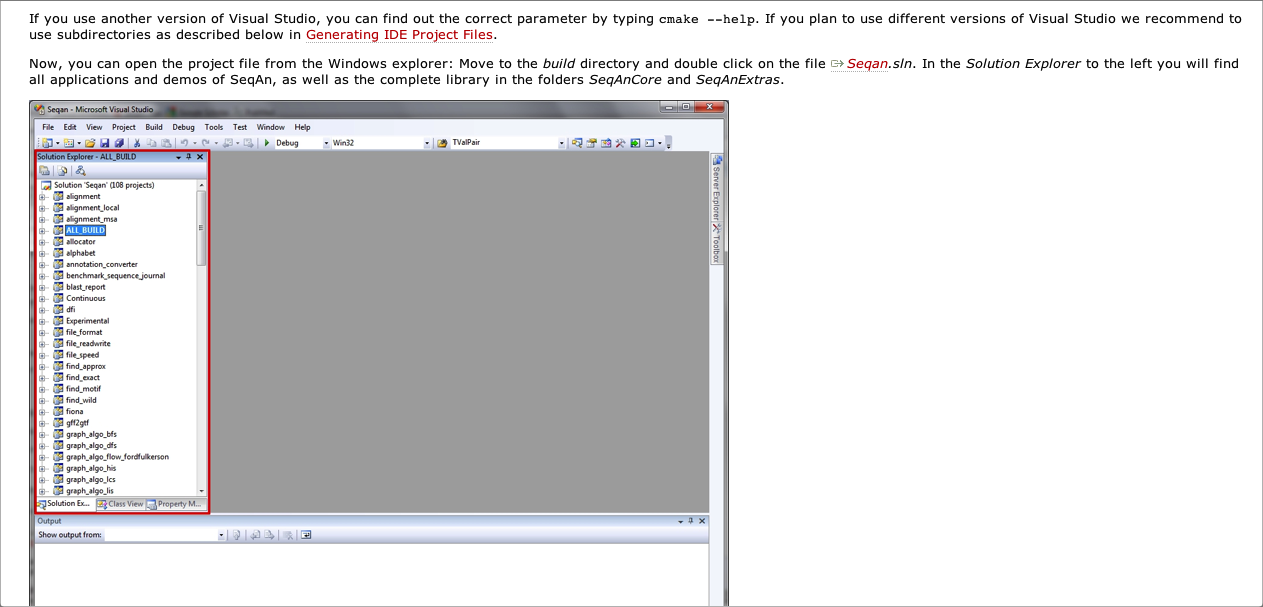 If you use another version of Visual Studio, you can find out the correct parameter by typing cmake --help. If you plan to use different versions of Visual Studio we recommend to
use subdirectories as described below in Generating IDE Project Files.
Now, you can open the project file from the Windows explorer: Move to the build directory and double click on the file Seqan.sln. In the Solution Explorer to the left you will find
all applications and demos of SeqAn, as well as the complete library in the folders SeqAnCore and SeqAnExtras.
Seqan - Microsoft Visual Studio
File Edit View Project Build Debug Tools Test Window Help
Debug Win32 TValPair
Solution Explorer - ALL_BUILD
Solution 'Seqan' (108 projects)
alignment
alignment_local
alignment_msa
ALL_BUILD
allocator
alphabet
annotation_converter
benchmark_sequence_journal
blast_report
Continuous
dfi
Experimental
file_format
file_readwrite
file_speed
find_approx
find_exact
find_motif
find_wild
fiona
gff2gtf
graph_algo_bfs
graph_algo_dfs
graph_algo_flow_fordfulkerson
graph_algo_his
graph_algo_lcs
graph_algo_lis
Solution Ex... Class View Property M...
Server Explorer
Toolbox
Output
Show output from: